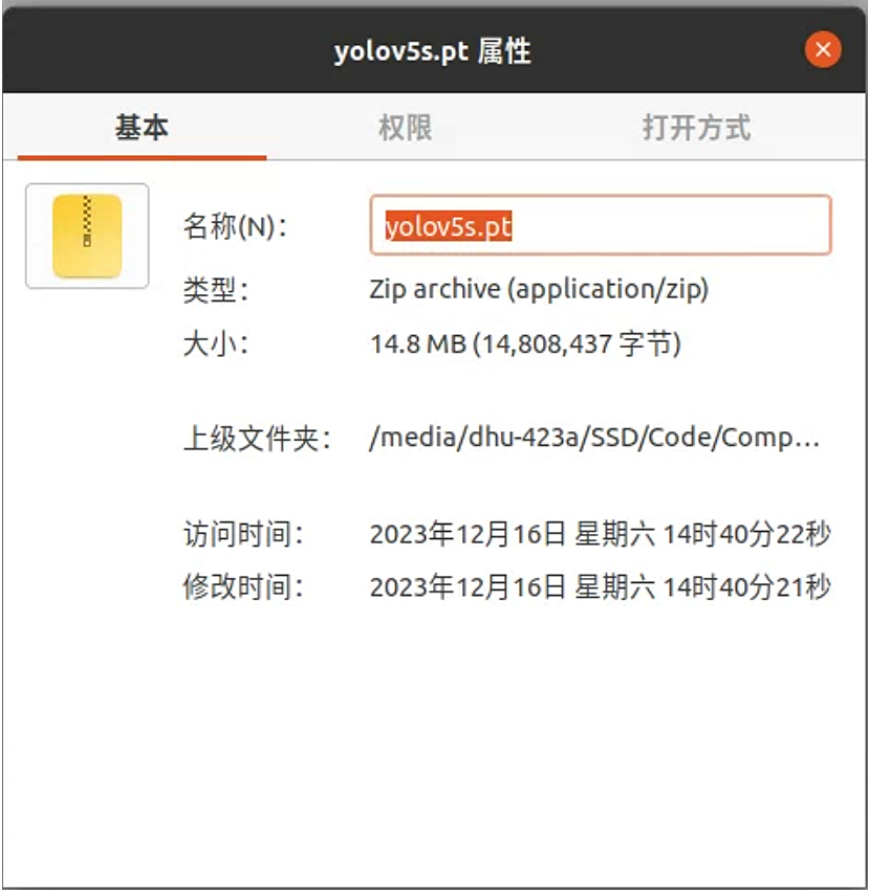 yolov5s.pt 属性
基本 权限 打开方式
名称(N)： yolov5s.pt
类型： Zip archive (application/zip)
大小： 14.8 MB (14,808,437 字节)
上级文件夹： /media/dhu-423a/SSD/Code/Comp…
访问时间： 2023年12月16日 星期六 14时40分22秒
修改时间： 2023年12月16日 星期六 14时40分21秒